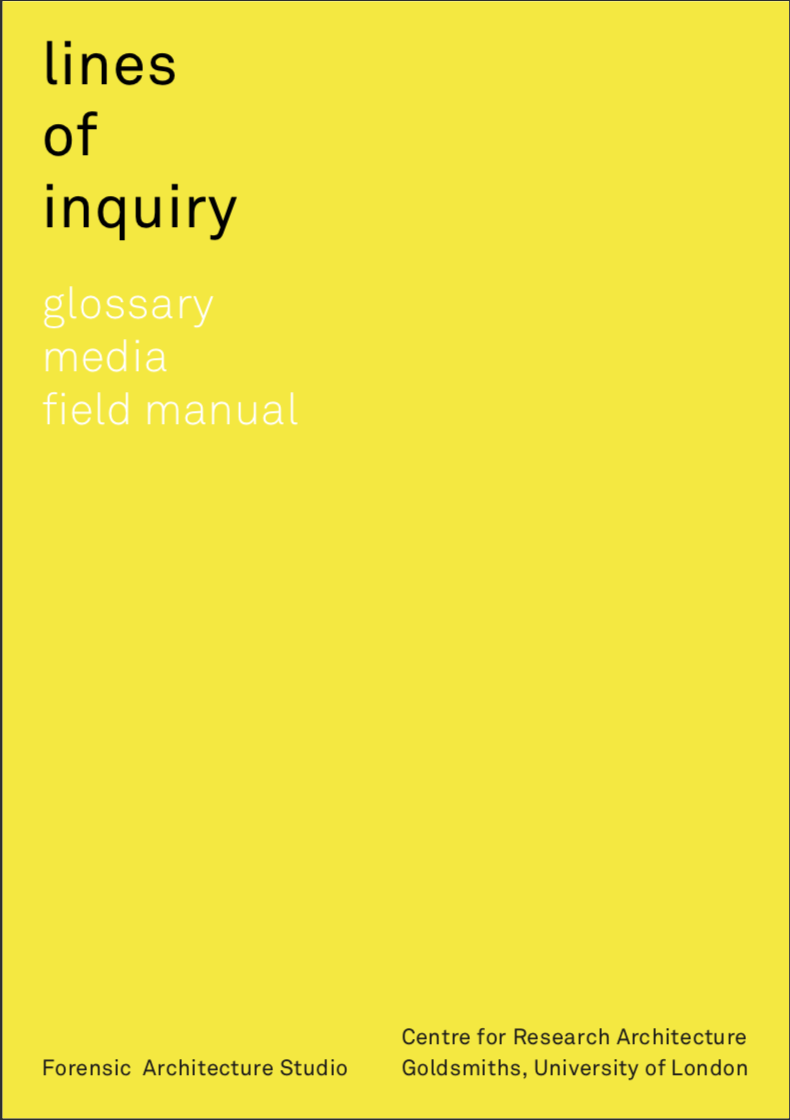 lines
of
inquiry
glossary
media
field manual
Forensic Architecture Studio
Centre for Research Architecture
Goldsmiths, University of London